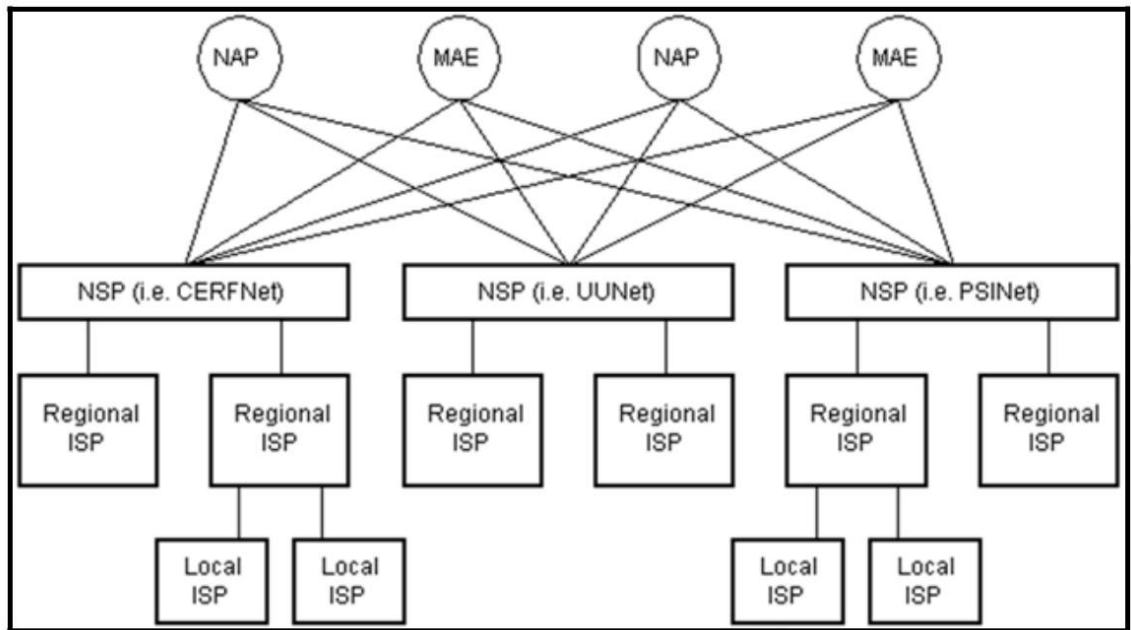 NAP
MAE
NAP
MAE
NSP (i.e. CERFNet)
NSP (i.e. UUNet)
NSP (i.e. PSINet)
Regional
ISP
Regional
ISP
Regional
ISP
Regional
ISP
Regional
ISP
Regional
ISP
Local
ISP
Local
ISP
Local
ISP
Local
ISP